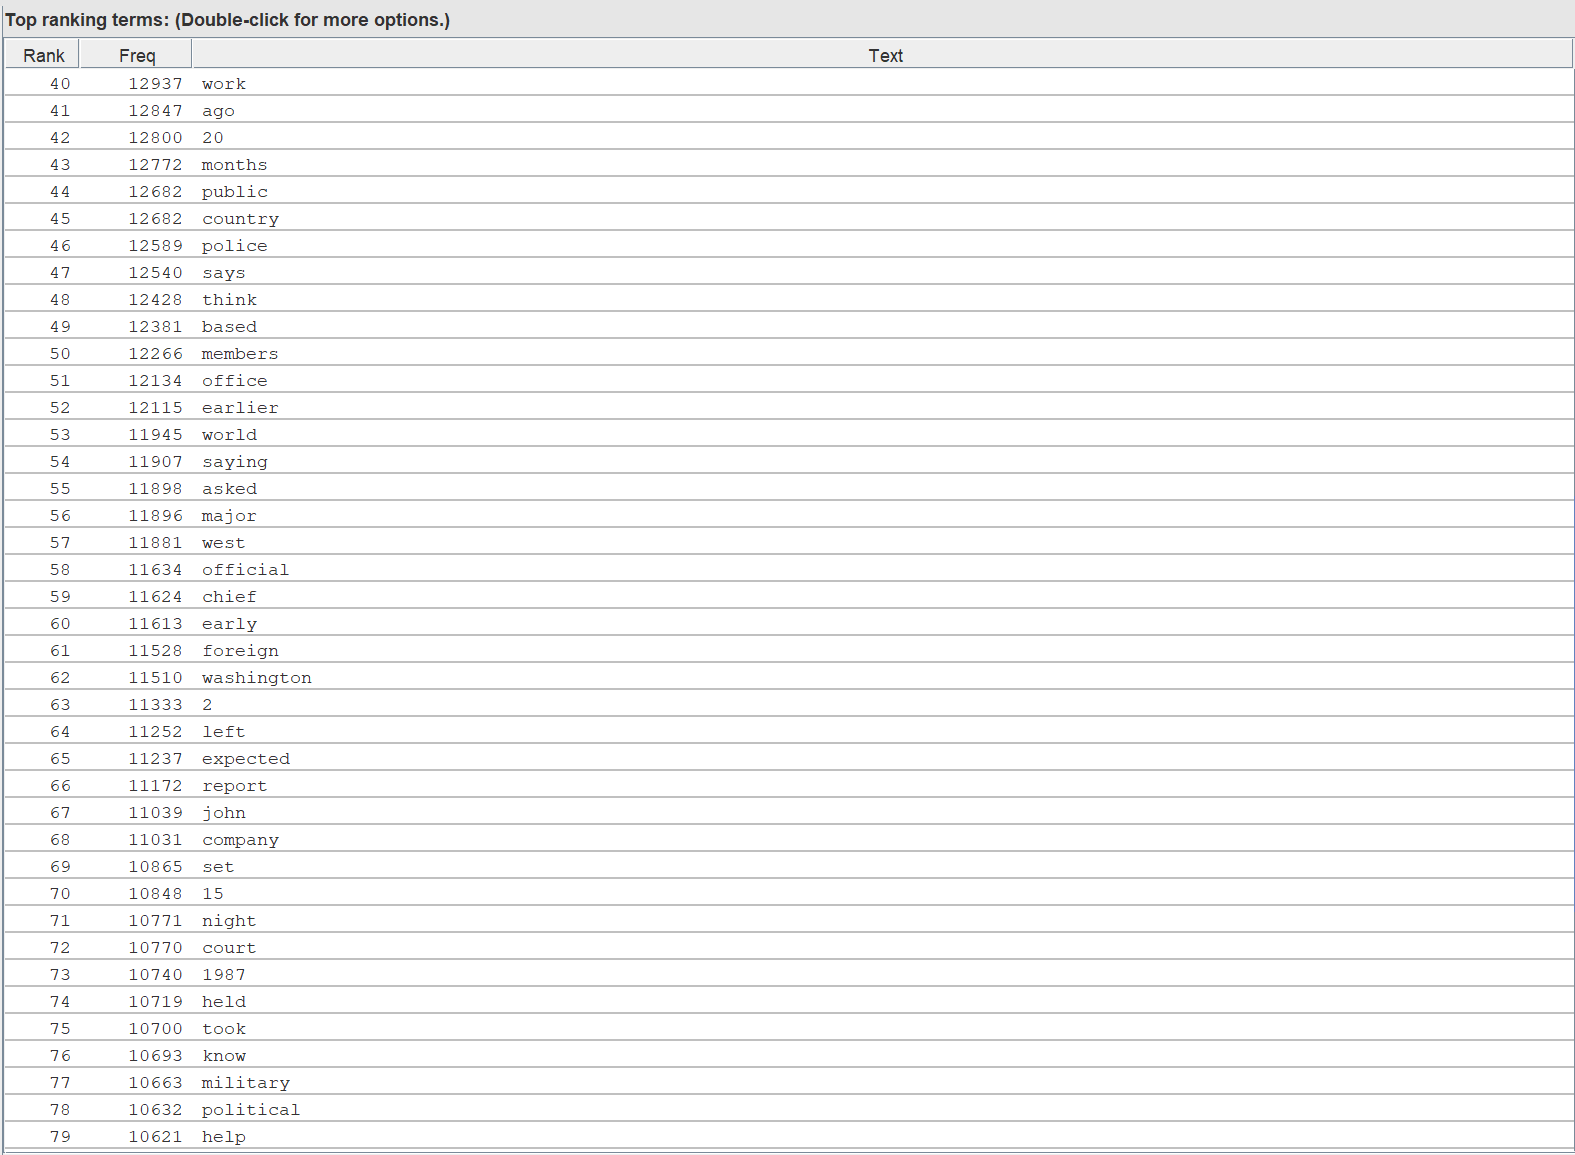 Top ranking terms: (Double-click for more options.)
Rank Freq Text
40 12937 work
41 12847 ago
42 12800 20
43 12772 months
44 12682 public
45 12682 country
46 12589 police
47 12540 says
48 12428 think
49 12381 based
50 12266 members
51 12134 office
52 12115 earlier
53 11945 world
54 11907 saying
55 11898 asked
56 11896 major
57 11881 west
58 11634 official
59 11624 chief
60 11613 early
61 11528 foreign
62 11510 washington
63 11333 2
64 11252 left
65 11237 expected
66 11172 report
67 11039 john
68 11031 company
69 10865 set
70 10848 15
71 10771 night
72 10770 court
73 10740 1987
74 10719 held
75 10700 took
76 10693 know
77 10663 military
78 10632 political
79 10621 help